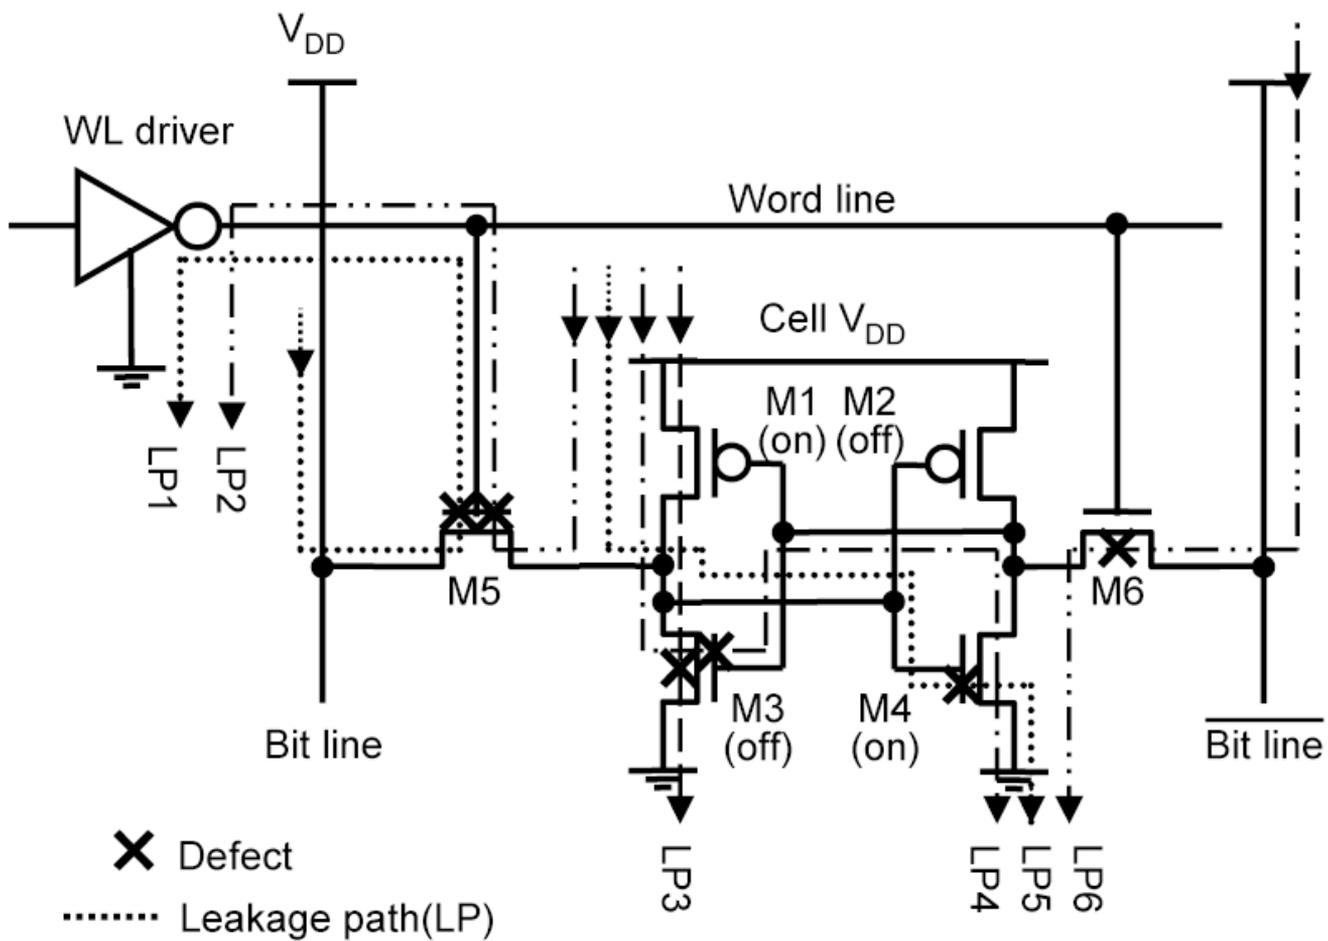 VDD
WL driver
Word line
Cell VDD
M1 M2
(on) (off)
LP1
LP2
M5
M6
M3
(off)
M4
(on)
Bit line
Bit line
LP3
LP4
LP5
LP6
Defect
Leakage path(LP)